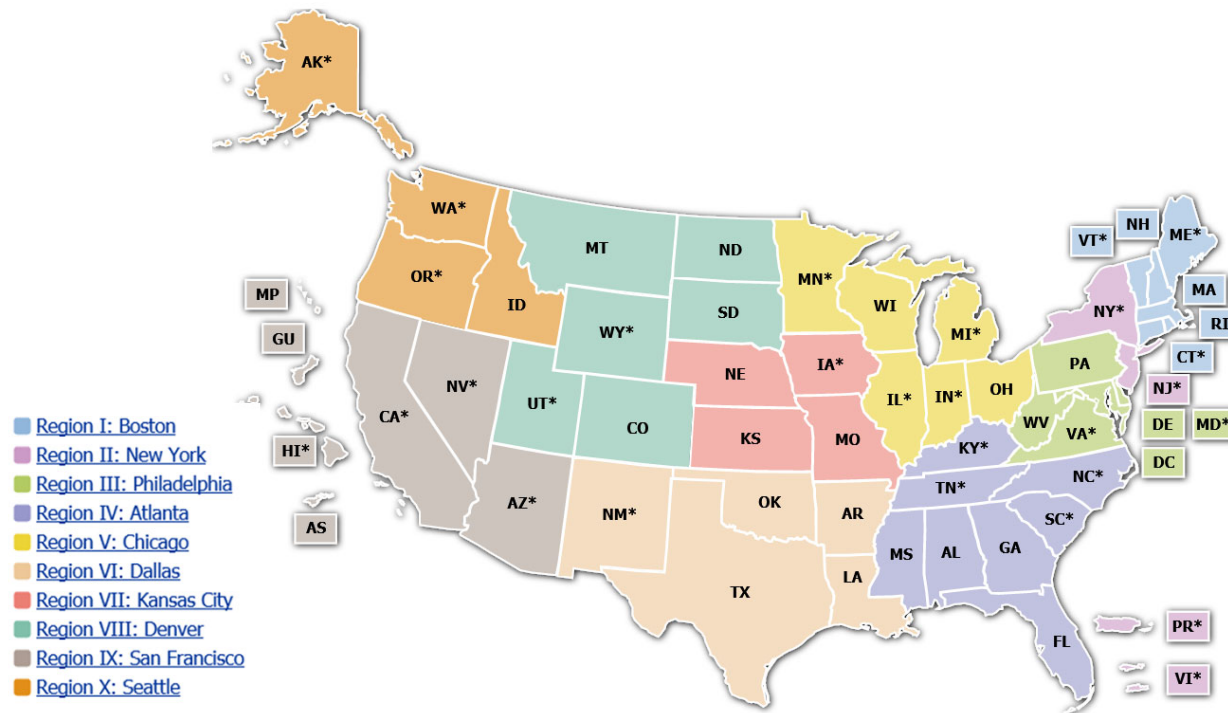 AK*
WA*
OR*
ID
MT
ND
SD
WY*
UT*
CO
MN*
WI
MI*
IL*
IN*
OH
NE
IA*
KS
MO
CA*
NV*
AZ*
NM*
OK
AR
TX
LA
KY*
TN*
NC*
SC*
MS
AL
GA
FL
PA
WV
VA*
NY*
VT*
NH
ME*
MA
RI
CT*
NJ*
DE
MD*
DC
PR*
VI*
MP
GU
HI*
AS
Region I: Boston
Region II: New York
Region III: Philadelphia
Region IV: Atlanta
Region V: Chicago
Region VI: Dallas
Region VII: Kansas City
Region VIII: Denver
Region IX: San Francisco
Region X: Seattle